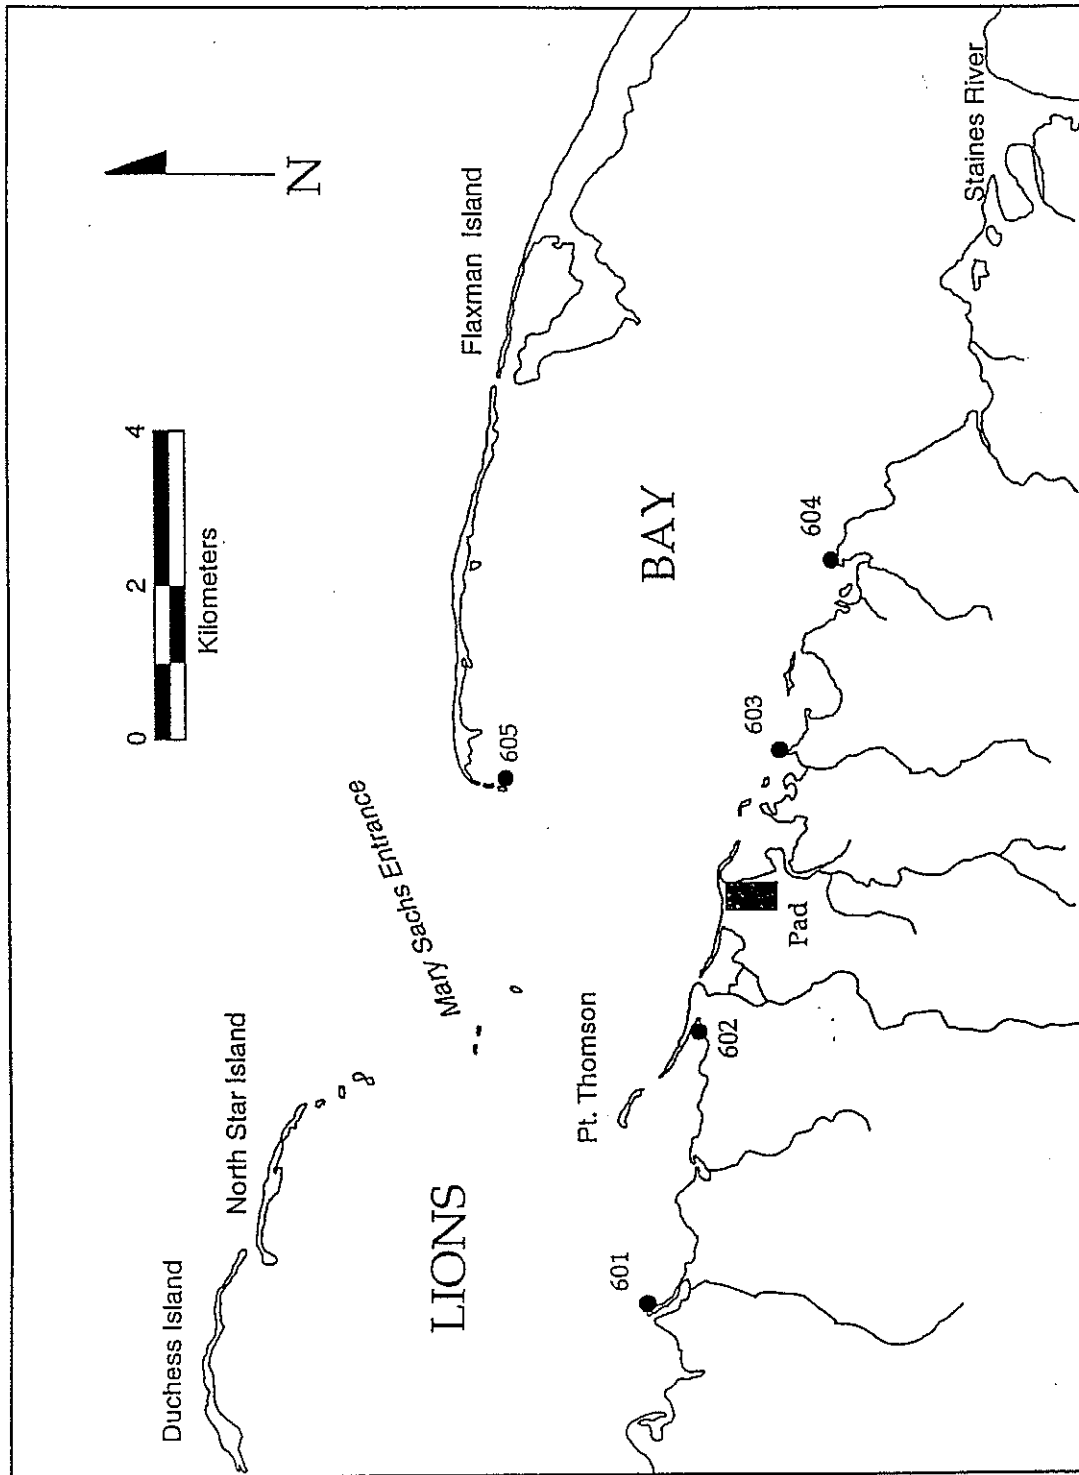 Duchess Island
North Star Island
Mary Sachs Entrance
0 2 4
Kilometers
Flaxman Island
N
LIONS
BAY
Pt. Thomson
601
602
603
604
605
Pad
Staines River